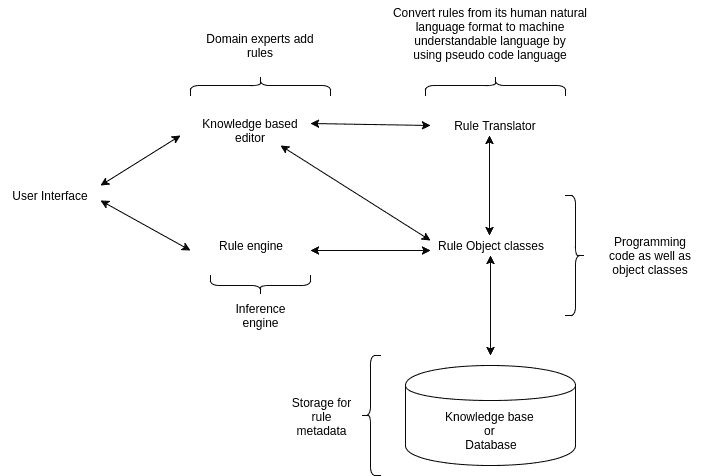 Convert rules from its human natural
language format to machine
understandable language by
using pseudo code language
Domain experts add
rules
Knowledge based
editor
Rule Translator
User Interface
Rule engine
Rule Object classes
Programming
code as well as
object classes
Inference
engine
Storage for
rule
metadata
Knowledge base
or
Database